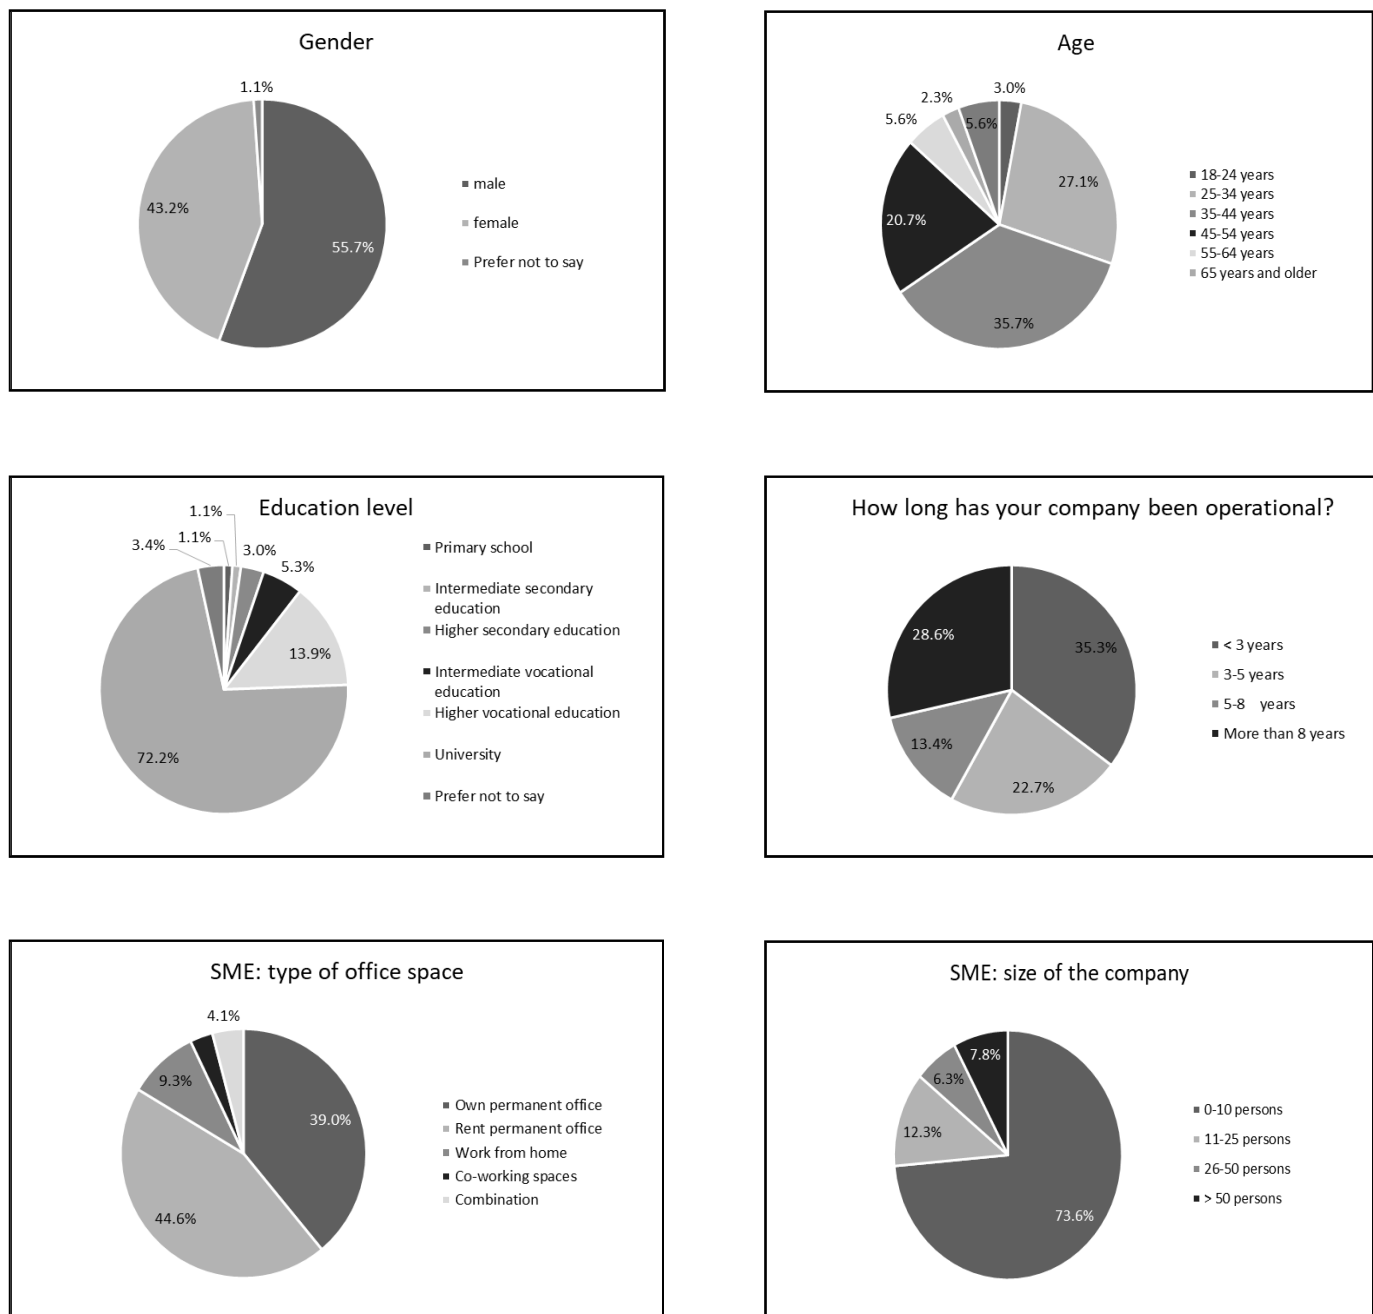 Gender
1.1%
43.2%
55.7%
male
female
Prefer not to say
Age
3.0%
2.3%
5.6%
5.6%
27.1%
20.7%
35.7%
18-24 years
25-34 years
35-44 years
45-54 years
55-64 years
65 years and older
Education level
1.1%
3.4%
1.1%
3.0%
5.3%
13.9%
72.2%
Primary school
Intermediate secondary
education
Higher secondary education
Intermediate vocational
education
Higher vocational education
University
Prefer not to say
How long has your company been operational?
28.6%
35.3%
13.4%
22.7%
< 3 years
3-5 years
5-8 years
More than 8 years
SME: type of office space
4.1%
9.3%
39.0%
44.6%
Own permanent office
Rent permanent office
Work from home
Co-working spaces
Combination
SME: size of the company
7.8%
6.3%
12.3%
73.6%
0-10 persons
11-25 persons
26-50 persons
> 50 persons